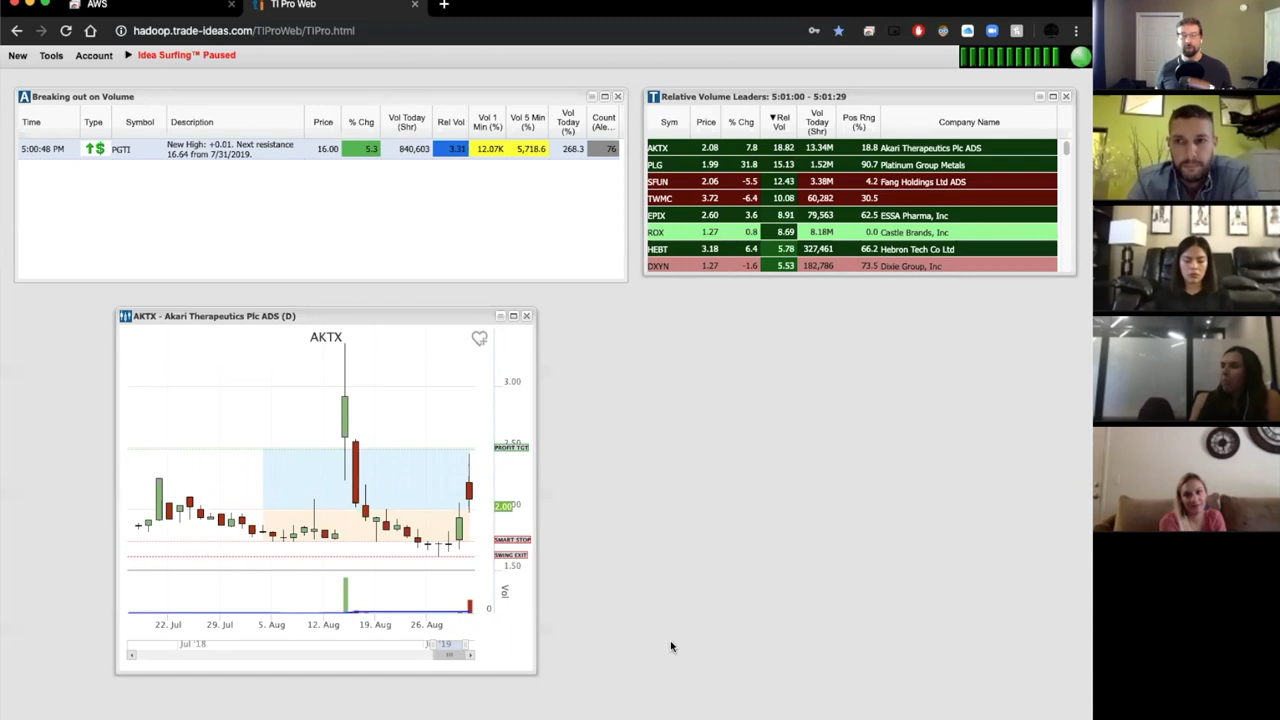 AWS
TI Pro Web
hadoop.trade-ideas.com/TIProWeb/TIPro.html
New Tools Account Idea Surfing™ Paused
Breaking out on Volume
Time Type Symbol Description Price % Chg Vol Today (Shr) Rel Vol Vol 1 Min (%) Vol 5 Min (%) Vol Today (%) Count (Ale...
5:00:48 PM $ PGTI New High: +0.01. Next resistance 16.64 from 7/31/2019. 16.00 5.3 840,603 3.31 12.07K 5,718.6 268.3 76
Relative Volume Leaders: 5:01:00 - 5:01:29
Sym Price % Chg ▼Rel Vol Vol Today (Shr) Pos Rng (%) Company Name
AKTX 2.08 7.8 18.82 13.34M 18.8 Akari Therapeutics Plc ADS
PLG 1.99 31.8 15.13 1.52M 90.7 Platinum Group Metals
SFUN 2.06 -5.5 12.43 3.38M 4.2 Fang Holdings Ltd ADS
TWMC 3.72 -6.4 10.08 60,282 30.5
EPIX 2.60 3.6 8.91 79,563 62.5 ESSA Pharma, Inc
ROX 1.27 0.8 8.69 8.18M 0.0 Castle Brands, Inc
HEBT 3.18 6.4 5.78 327,461 66.2 Hebron Tech Co Ltd
DXYN 1.27 -1.6 5.53 182,786 73.5 Dixie Group, Inc
AKTX - Akari Therapeutics Plc ADS (D)
AKTX
3.00
PROFIT TGT
2.00
SMART STOP
SWING EXIT
1.50
Vol
0
22. Jul 29. Jul 5. Aug 12. Aug 19. Aug 26. Aug
Jul '18 '19